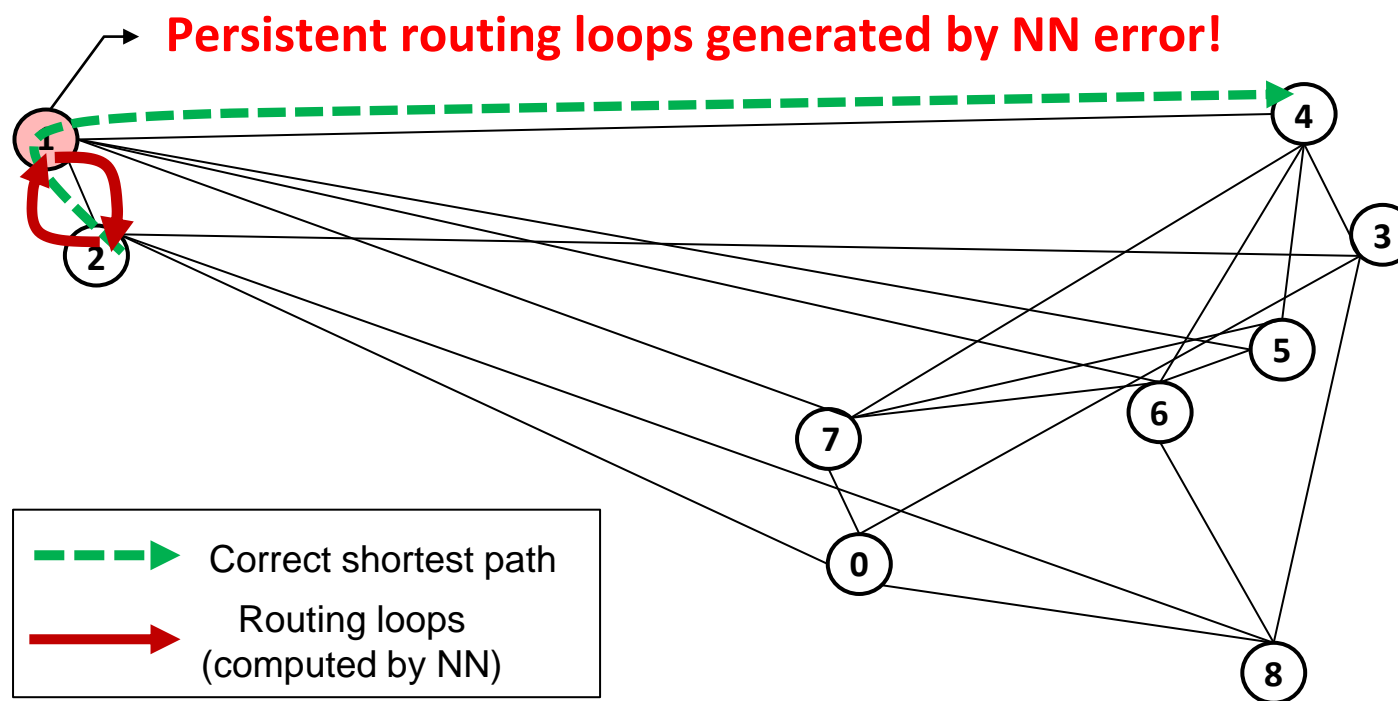 Persistent routing loops generated by NN error!
1
4
2
3
5
6
7
0
8
Correct shortest path
Routing loops
(computed by NN)